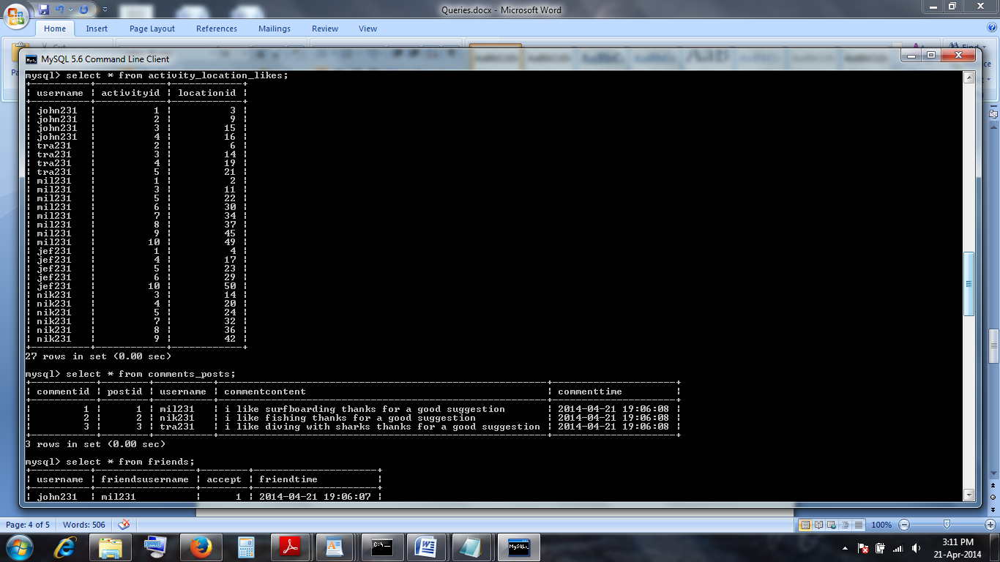 Queries.docx - Microsoft Word
Home Insert Page Layout References Mailings Review View
Cut
Find
MySQL 5.6 Command Line Client
mysql> select * from activity_location_likes;
+-----------+------------+------------+
¦ username ¦ activityid ¦ locationid ¦
+-----------+------------+------------+
¦ john231 ¦ 1 ¦ 3 ¦
¦ john231 ¦ 2 ¦ 9 ¦
¦ john231 ¦ 3 ¦ 15 ¦
¦ john231 ¦ 4 ¦ 16 ¦
¦ tra231 ¦ 2 ¦ 6 ¦
¦ tra231 ¦ 3 ¦ 14 ¦
¦ tra231 ¦ 4 ¦ 19 ¦
¦ tra231 ¦ 5 ¦ 21 ¦
¦ mil231 ¦ 1 ¦ 2 ¦
¦ mil231 ¦ 3 ¦ 11 ¦
¦ mil231 ¦ 5 ¦ 22 ¦
¦ mil231 ¦ 6 ¦ 30 ¦
¦ mil231 ¦ 7 ¦ 34 ¦
¦ mil231 ¦ 8 ¦ 37 ¦
¦ mil231 ¦ 9 ¦ 45 ¦
¦ mil231 ¦ 10 ¦ 49 ¦
¦ jef231 ¦ 1 ¦ 4 ¦
¦ jef231 ¦ 4 ¦ 17 ¦
¦ jef231 ¦ 5 ¦ 23 ¦
¦ jef231 ¦ 6 ¦ 29 ¦
¦ jef231 ¦ 10 ¦ 50 ¦
¦ nik231 ¦ 3 ¦ 14 ¦
¦ nik231 ¦ 4 ¦ 20 ¦
¦ nik231 ¦ 5 ¦ 24 ¦
¦ nik231 ¦ 7 ¦ 32 ¦
¦ nik231 ¦ 8 ¦ 36 ¦
¦ nik231 ¦ 9 ¦ 42 ¦
+-----------+------------+------------+
27 rows in set (0.00 sec)
mysql> select * from comments_posts;
+-----------+--------+----------+--------------------------------------------------------+---------------------+
¦ commentid ¦ postid ¦ username ¦ commentcontent ¦ commenttime ¦
+-----------+--------+----------+--------------------------------------------------------+---------------------+
¦ 1 ¦ 1 ¦ mil231 ¦ i like surfboarding thanks for a good suggestion ¦ 2014-04-21 19:06:08 ¦
¦ 2 ¦ 2 ¦ nik231 ¦ i like fishing thanks for a good suggestion ¦ 2014-04-21 19:06:08 ¦
¦ 3 ¦ 3 ¦ tra231 ¦ i like diving with sharks thanks for a good suggestion ¦ 2014-04-21 19:06:08 ¦
+-----------+--------+----------+--------------------------------------------------------+---------------------+
3 rows in set (0.00 sec)
mysql> select * from friends;
+-----------+-----------------+--------+---------------------+
¦ username ¦ friendsusername ¦ accept ¦ friendtime ¦
+-----------+-----------------+--------+---------------------+
¦ john231 ¦ mil231 ¦ 1 ¦ 2014-04-21 19:06:07 ¦
Page: 4 of 5 Words: 506 100%
3:11 PM
21-Apr-2014